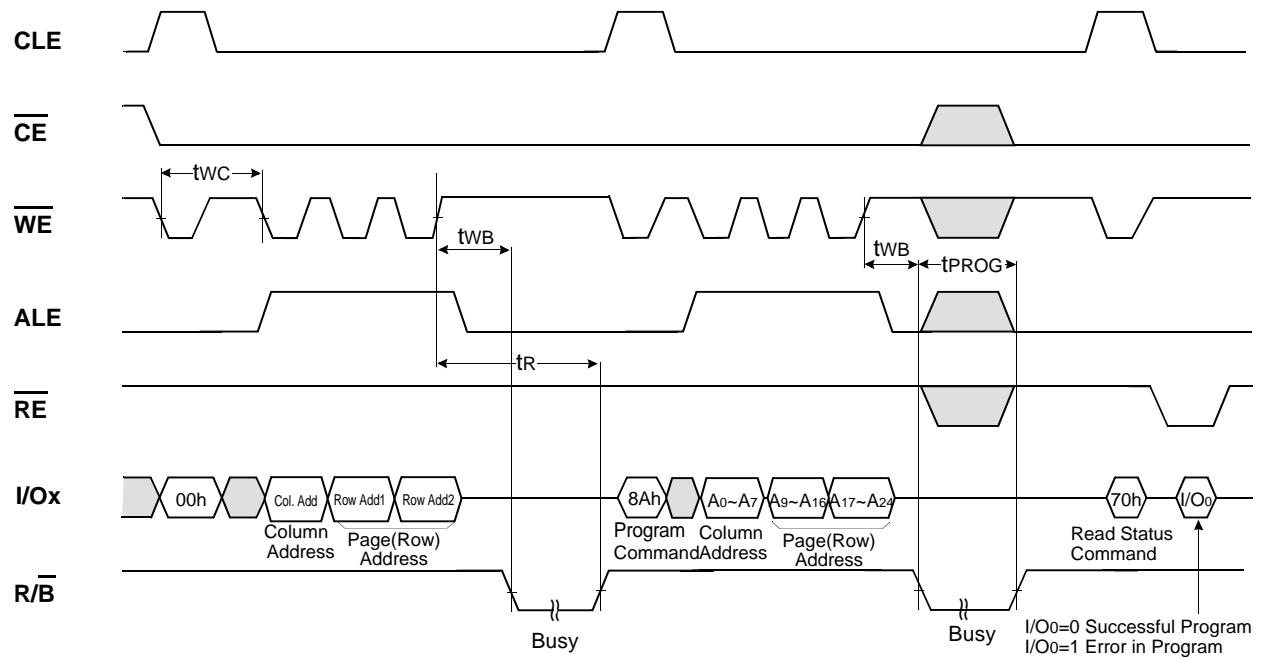 CLE
CE
tWC
WE
tWB
tWB
tPROG
ALE
tR
RE
I/Ox
00h
Col. Add
Row Add1
Row Add2
8Ah
A0~A7
A9~A16
A17~A24
70h
I/O0
Column
Address
Page(Row)
Address
Program
Command
Column
Address
Page(Row)
Address
Read Status
Command
R/B
Busy
Busy
I/O0=0 Successful Program
I/O0=1 Error in Program